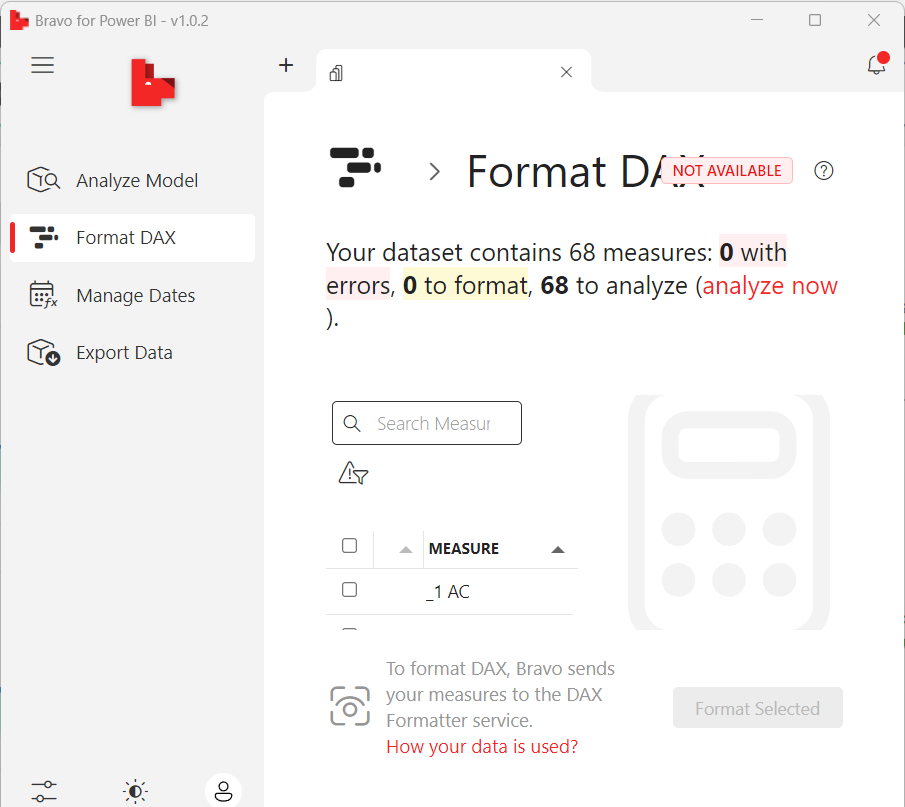 Bravo for Power BI - v1.0.2
Analyze Model
Format DAX
Manage Dates
Export Data
Format DAX
NOT AVAILABLE
Your dataset contains 68 measures: 0 with
errors, 0 to format, 68 to analyze (analyze now
).
Search Measur
MEASURE
_1 AC
To format DAX, Bravo sends
your measures to the DAX
Formatter service.
How your data is used?
Format Selected